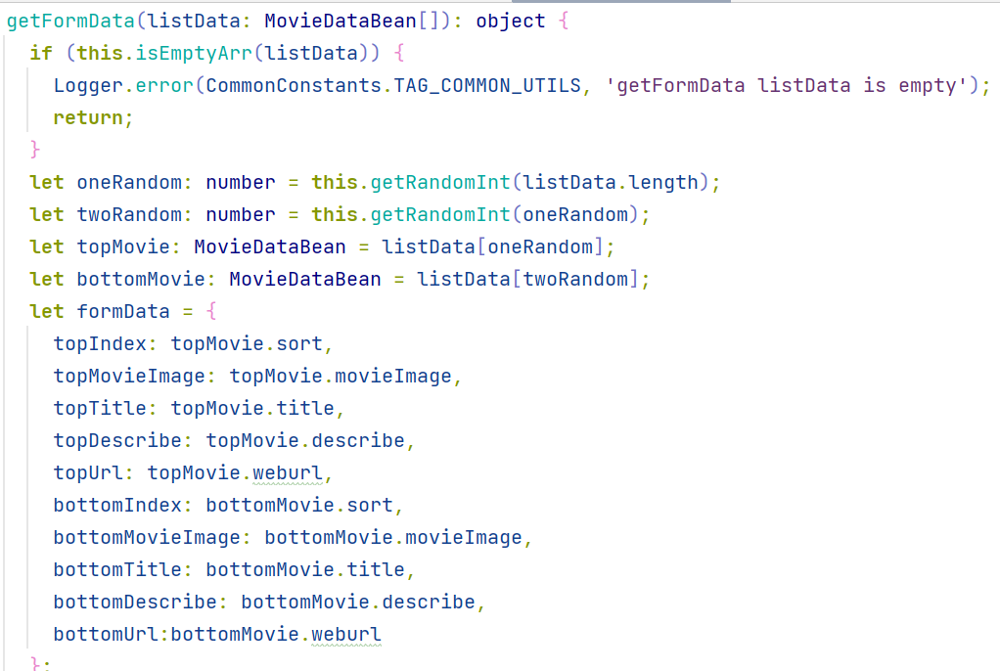 getFormData(listData: MovieDataBean[]): object {
if (this.isEmptyArr(listData)) {
Logger.error(CommonConstants.TAG_COMMON_UTILS, 'getFormData listData is empty');
return;
}
let oneRandom: number = this.getRandomInt(listData.length);
let twoRandom: number = this.getRandomInt(oneRandom);
let topMovie: MovieDataBean = listData[oneRandom];
let bottomMovie: MovieDataBean = listData[twoRandom];
let formData = {
topIndex: topMovie.sort,
topMovieImage: topMovie.movieImage,
topTitle: topMovie.title,
topDescribe: topMovie.describe,
topUrl: topMovie.weburl,
bottomIndex: bottomMovie.sort,
bottomMovieImage: bottomMovie.movieImage,
bottomTitle: bottomMovie.title,
bottomDescribe: bottomMovie.describe,
bottomUrl:bottomMovie.weburl
};